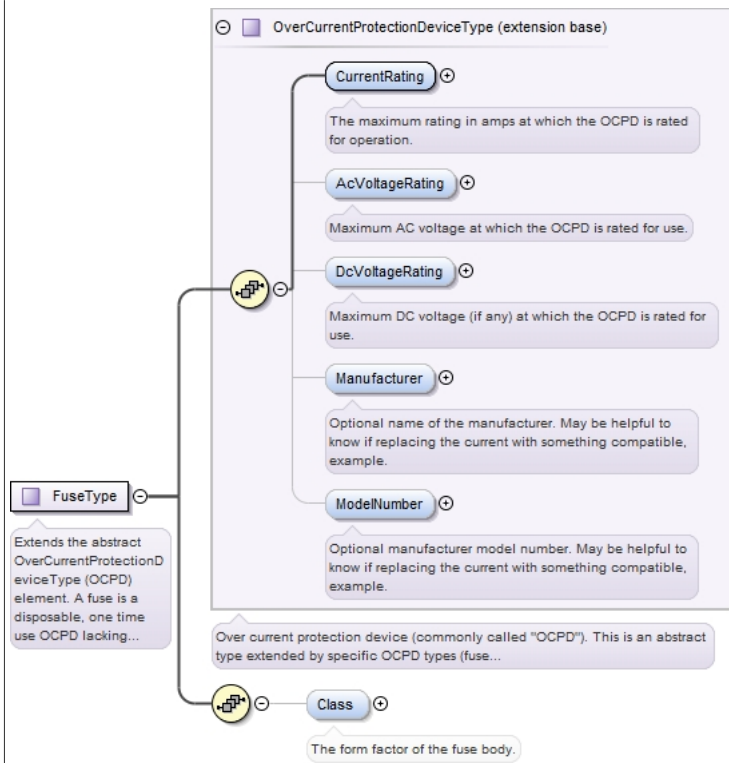 OverCurrentProtectionDeviceType (extension base)
CurrentRating
The maximum rating in amps at which the OCPD is rated
for operation.
AcVoltageRating
Maximum AC voltage at which the OCPD is rated for use.
DcVoltageRating
Maximum DC voltage (if any) at which the OCPD is rated for
use.
Manufacturer
Optional name of the manufacturer. May be helpful to
know if replacing the current with something compatible,
example.
ModelNumber
Optional manufacturer model number. May be helpful to
know if replacing the current with something compatible,
example.
FuseType
Extends the abstract
OverCurrentProtectionD
eviceType (OCPD)
element. A fuse is a
disposable, one time
use OCPD lacking...
Over current protection device (commonly called "OCPD"). This is an abstract
type extended by specific OCPD types (fuse...
Class
The form factor of the fuse body.